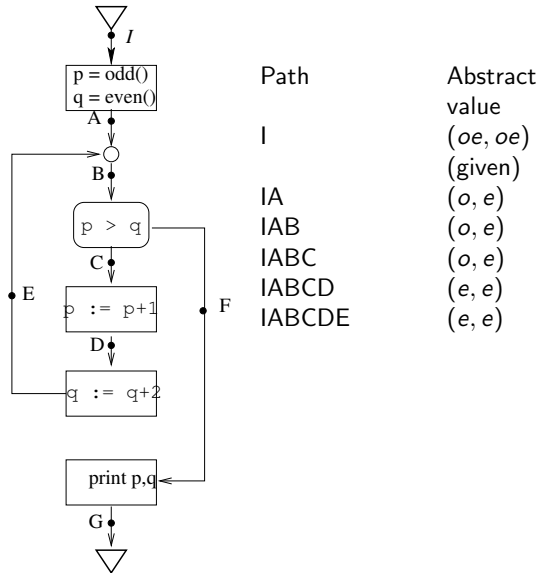 I
p = odd()
q = even()
A
B
p > q
C
E
F
p := p+1
D
q := q+2
print p,q
G
Path Abstract
value
I (oe, oe)
(given)
IA (o, e)
IAB (o, e)
IABC (o, e)
IABCD (e, e)
IABCDE (e, e)